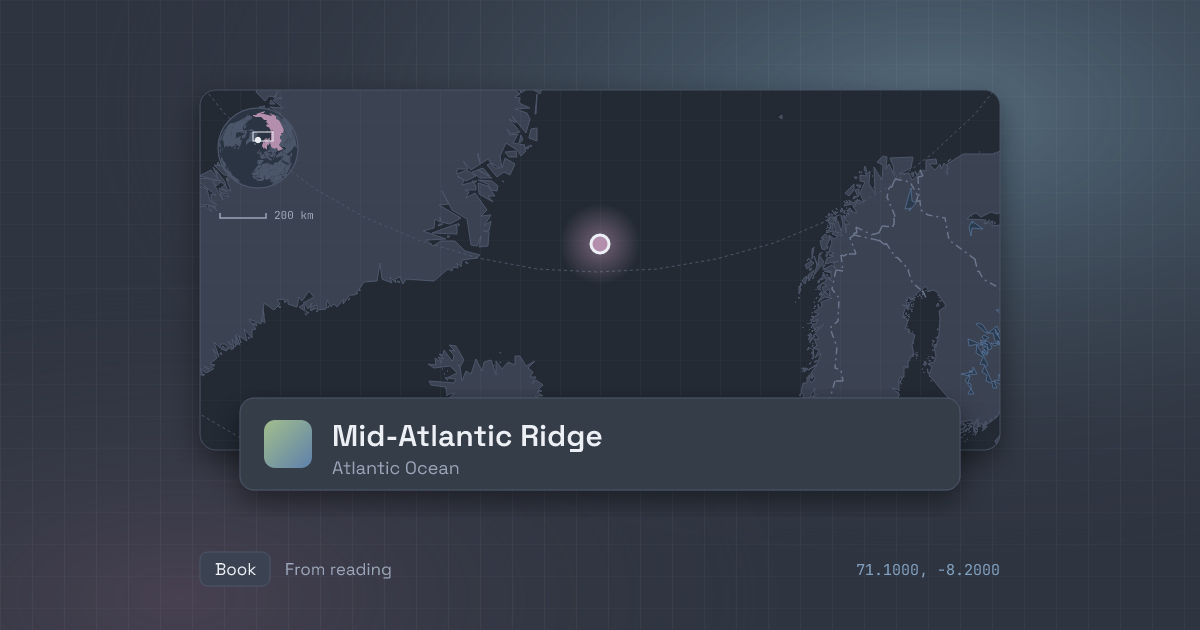 200 km
Mid-Atlantic Ridge
Atlantic Ocean
Book
From reading
71.1000, -8.2000